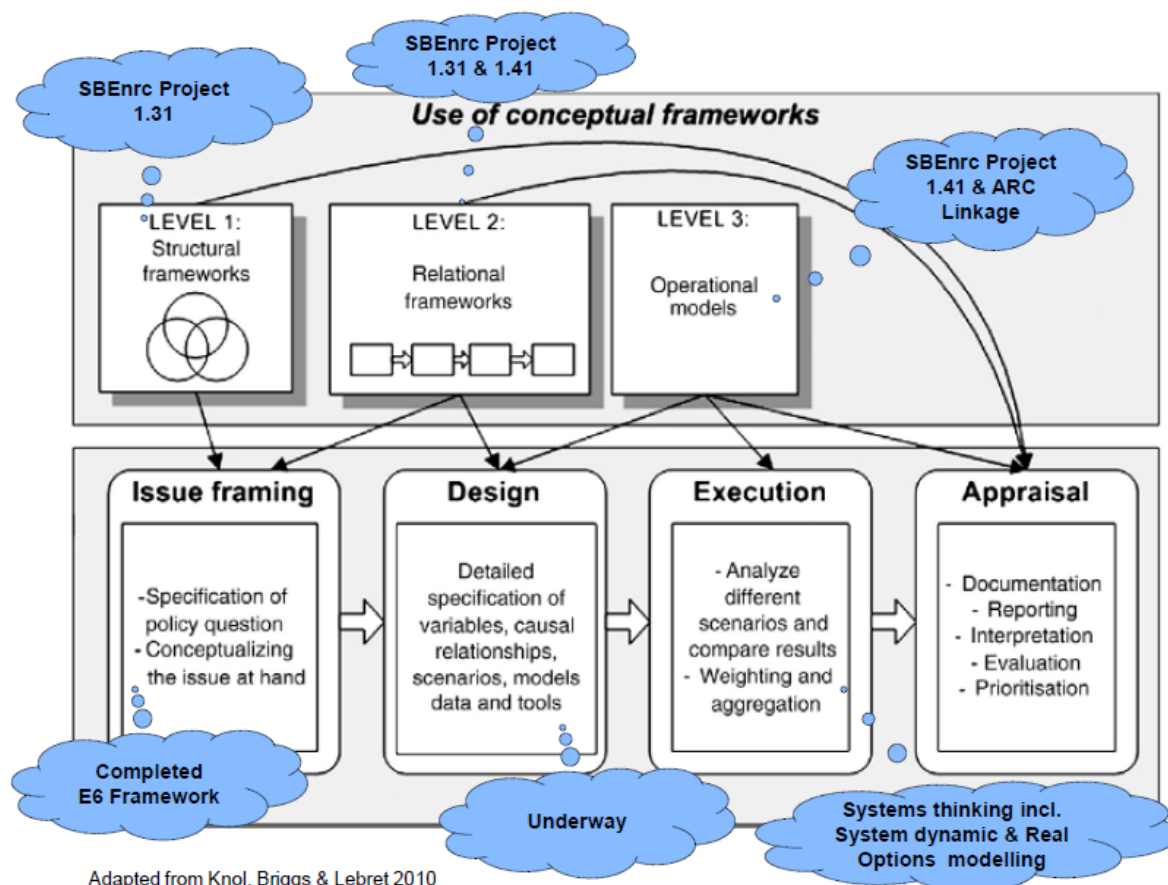 SBEnrc Project
1.31
SBEnrc Project
1.31 & 1.41
Use of conceptual frameworks
SBEnrc Project
1.41 & ARC
Linkage
LEVEL 1:
Structural
frameworks
LEVEL 2:
Relational
frameworks
LEVEL 3:
Operational
models
Issue framing
-Specification of
policy question
- Conceptualizing
the issue at hand
Design
Detailed
specification of
variables, causal
relationships,
scenarios, models
data and tools
Execution
- Analyze
different
scenarios and
compare results
- Weighting and
aggregation
Appraisal
- Documentation
- Reporting
- Interpretation
- Evaluation
- Prioritisation
Completed
E6 Framework
Underway
Systems thinking incl.
System dynamic & Real
Options modelling
Adapted from Knol, Briggs & Lebret 2010